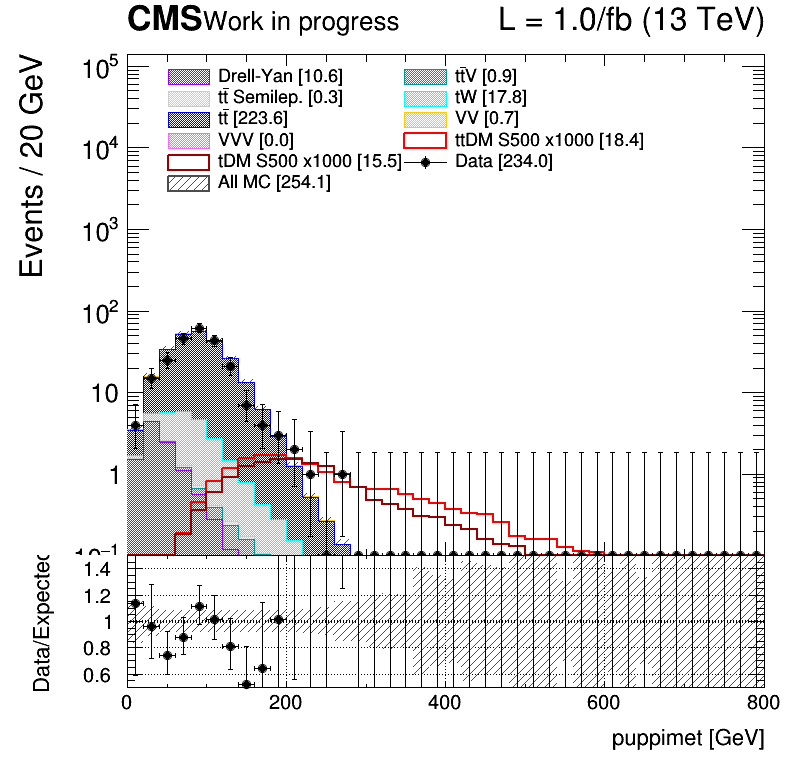 CMS Work in progress L = 1.0/fb (13 TeV)
Events / 20 GeV
10⁵
10⁴
10³
10²
10
1
10⁻¹
Drell-Yan [10.6] tt̄V [0.9]
tt̄ Semilep. [0.3] tW [17.8]
tt̄ [223.6] VV [0.7]
VVV [0.0] ttDM S500 x1000 [18.4]
tDM S500 x1000 [15.5] Data [234.0]
All MC [254.1]
Data/Expected
1.4
1.2
1
0.8
0.6
0 200 400 600 800
puppimet [GeV]